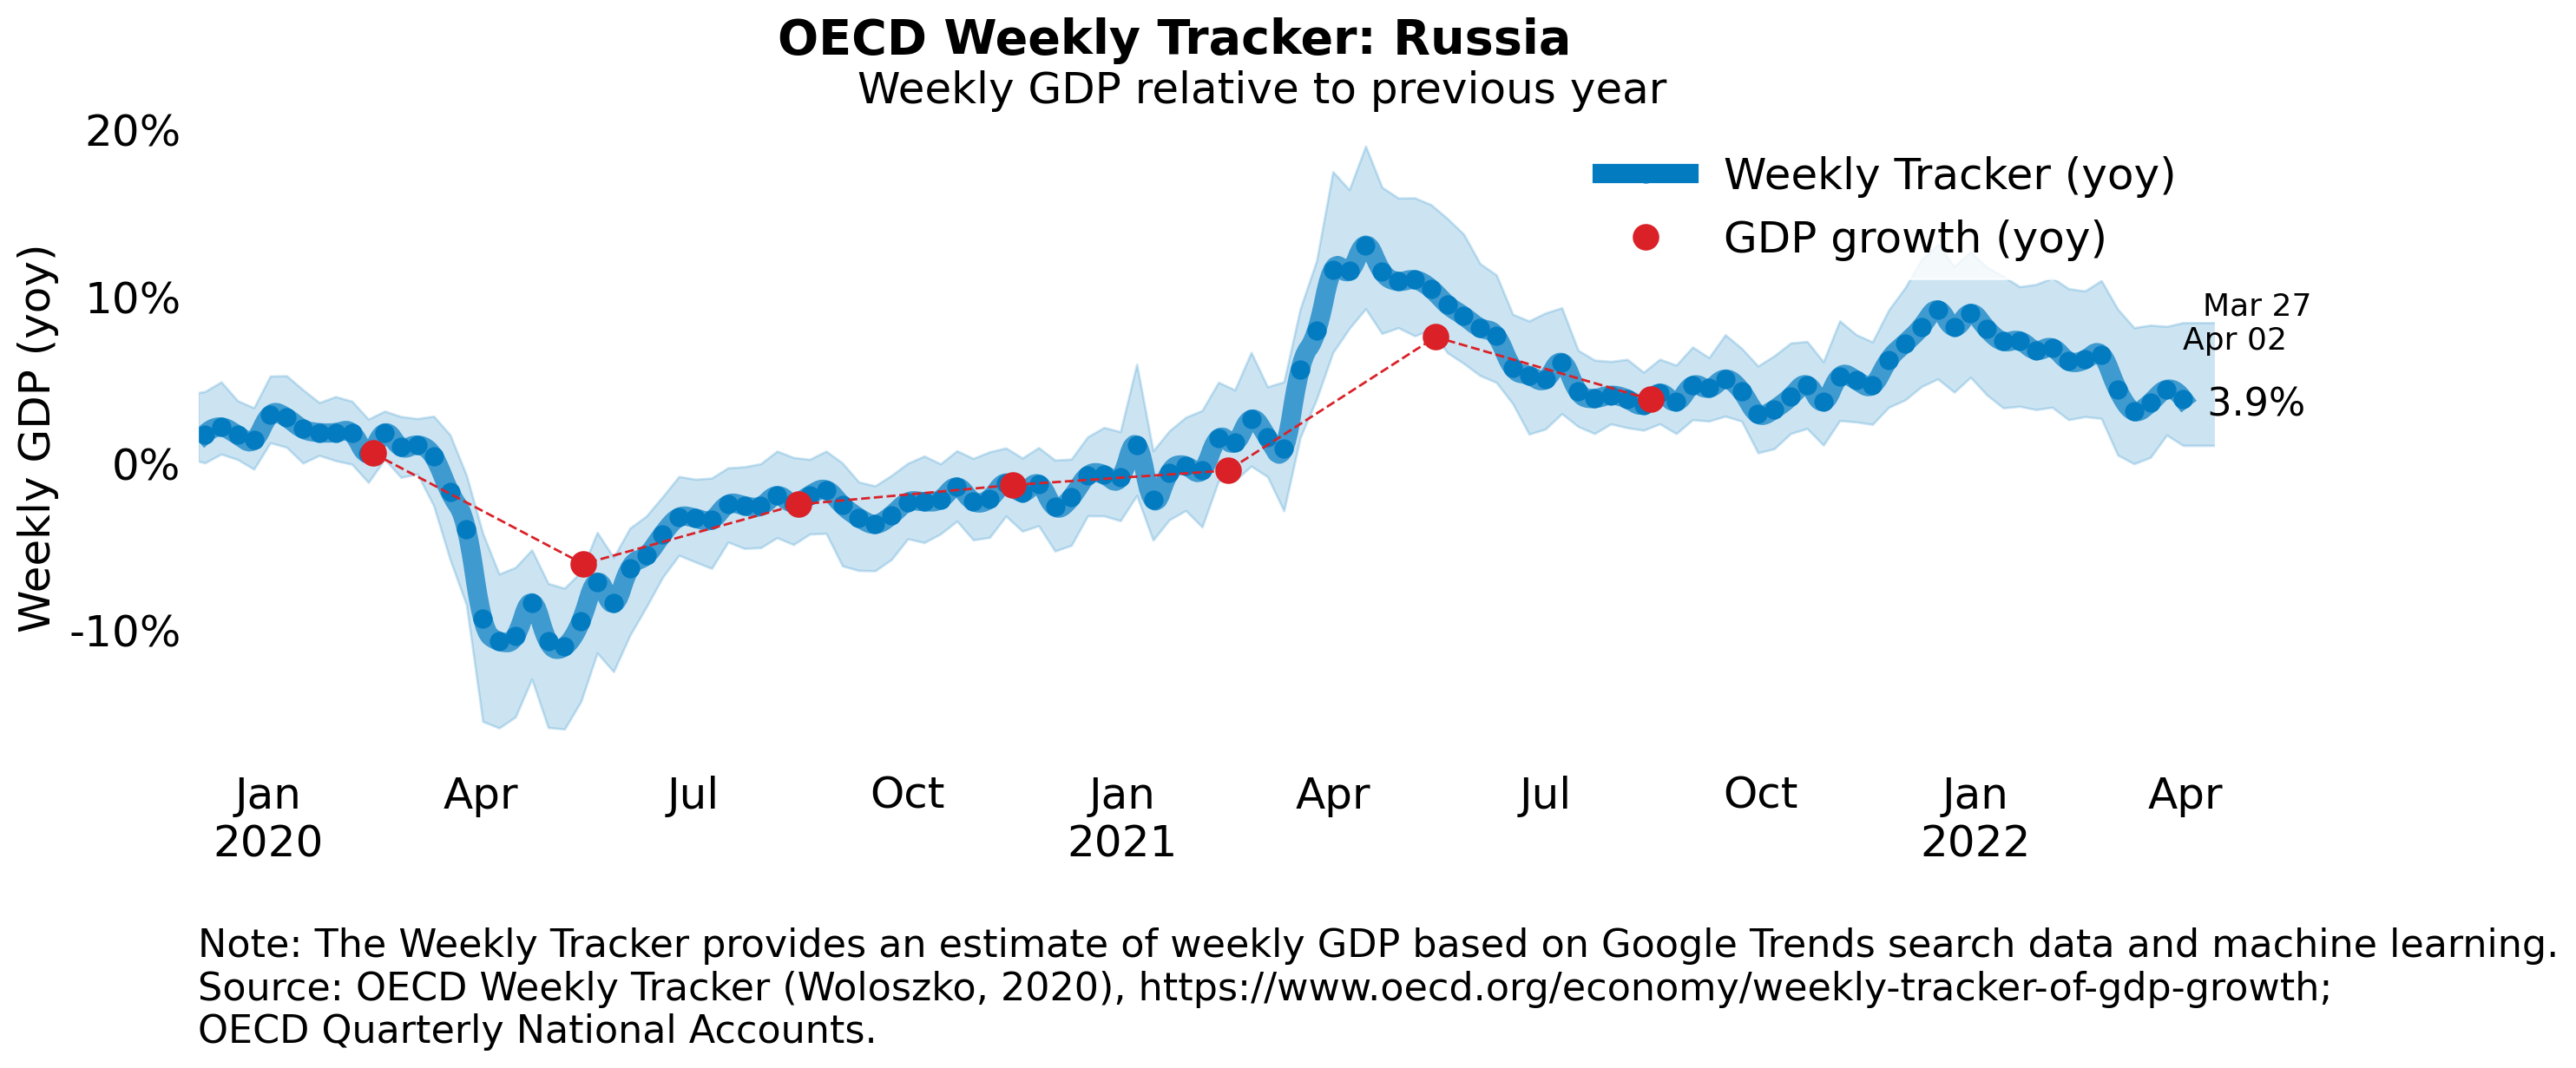 OECD Weekly Tracker: Russia
Weekly GDP relative to previous year
Weekly GDP (yoy)
20%
10%
0%
-10%
Weekly Tracker (yoy)
GDP growth (yoy)
Mar 27
Apr 02
3.9%
Jan Apr Jul Oct Jan Apr Jul Oct Jan Apr
2020 2021 2022
Note: The Weekly Tracker provides an estimate of weekly GDP based on Google Trends search data and machine learning.
Source: OECD Weekly Tracker (Woloszko, 2020), https://www.oecd.org/economy/weekly-tracker-of-gdp-growth;
OECD Quarterly National Accounts.